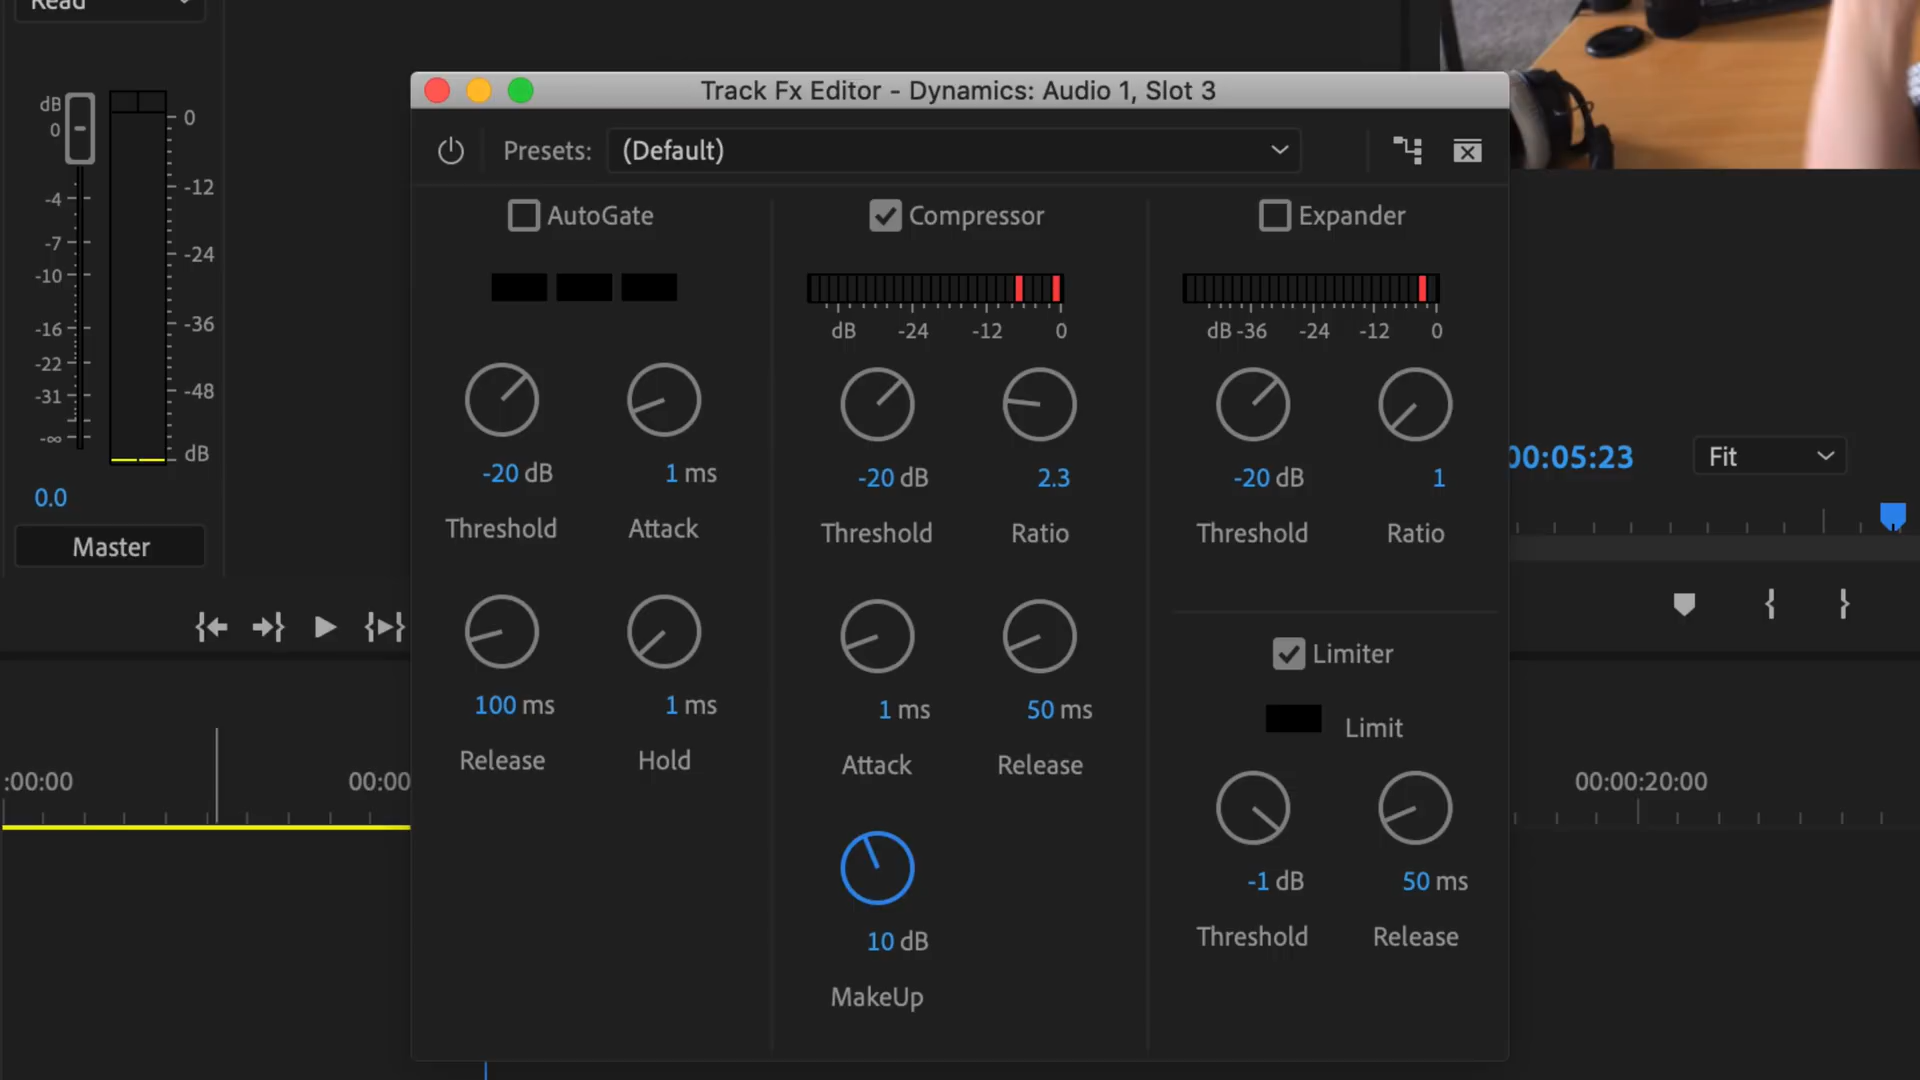 Read
Track Fx Editor - Dynamics: Audio 1, Slot 3
Presets: (Default)
dB
0
-4
-7
-10
-16
-22
-31
-∞
0
-12
-24
-36
-48
dB
0.0
Master
AutoGate
-20 dB
Threshold
1 ms
Attack
100 ms
Release
1 ms
Hold
Compressor
dB -24 -12 0
-20 dB
Threshold
2.3
Ratio
1 ms
Attack
50 ms
Release
10 dB
MakeUp
Expander
dB -36 -24 -12 0
-20 dB
Threshold
1
Ratio
Limiter
Limit
-1 dB
Threshold
50 ms
Release
00:05:23
Fit
:00:00
00:00
00:00:20:00